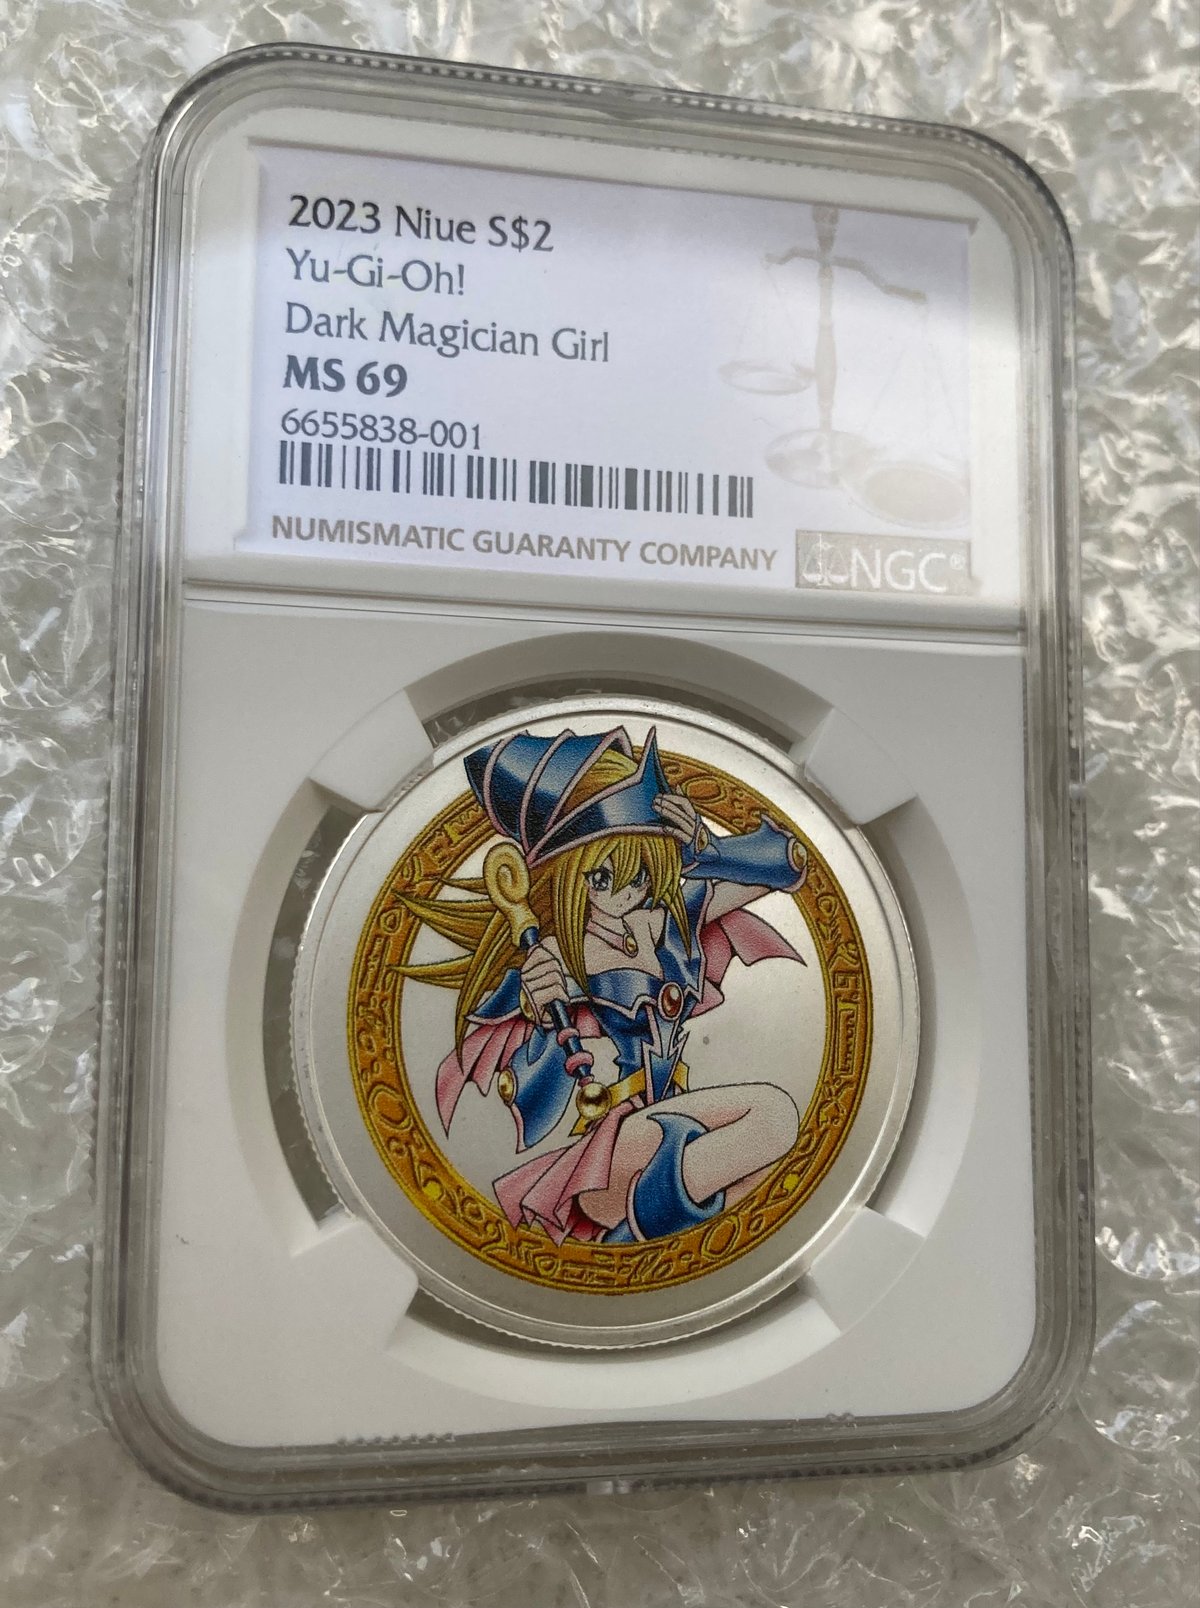 2023 Niue S$2
Yu-Gi-Oh!
Dark Magician Girl
MS 69
6655838-001
NUMISMATIC GUARANTY COMPANY
NGC®